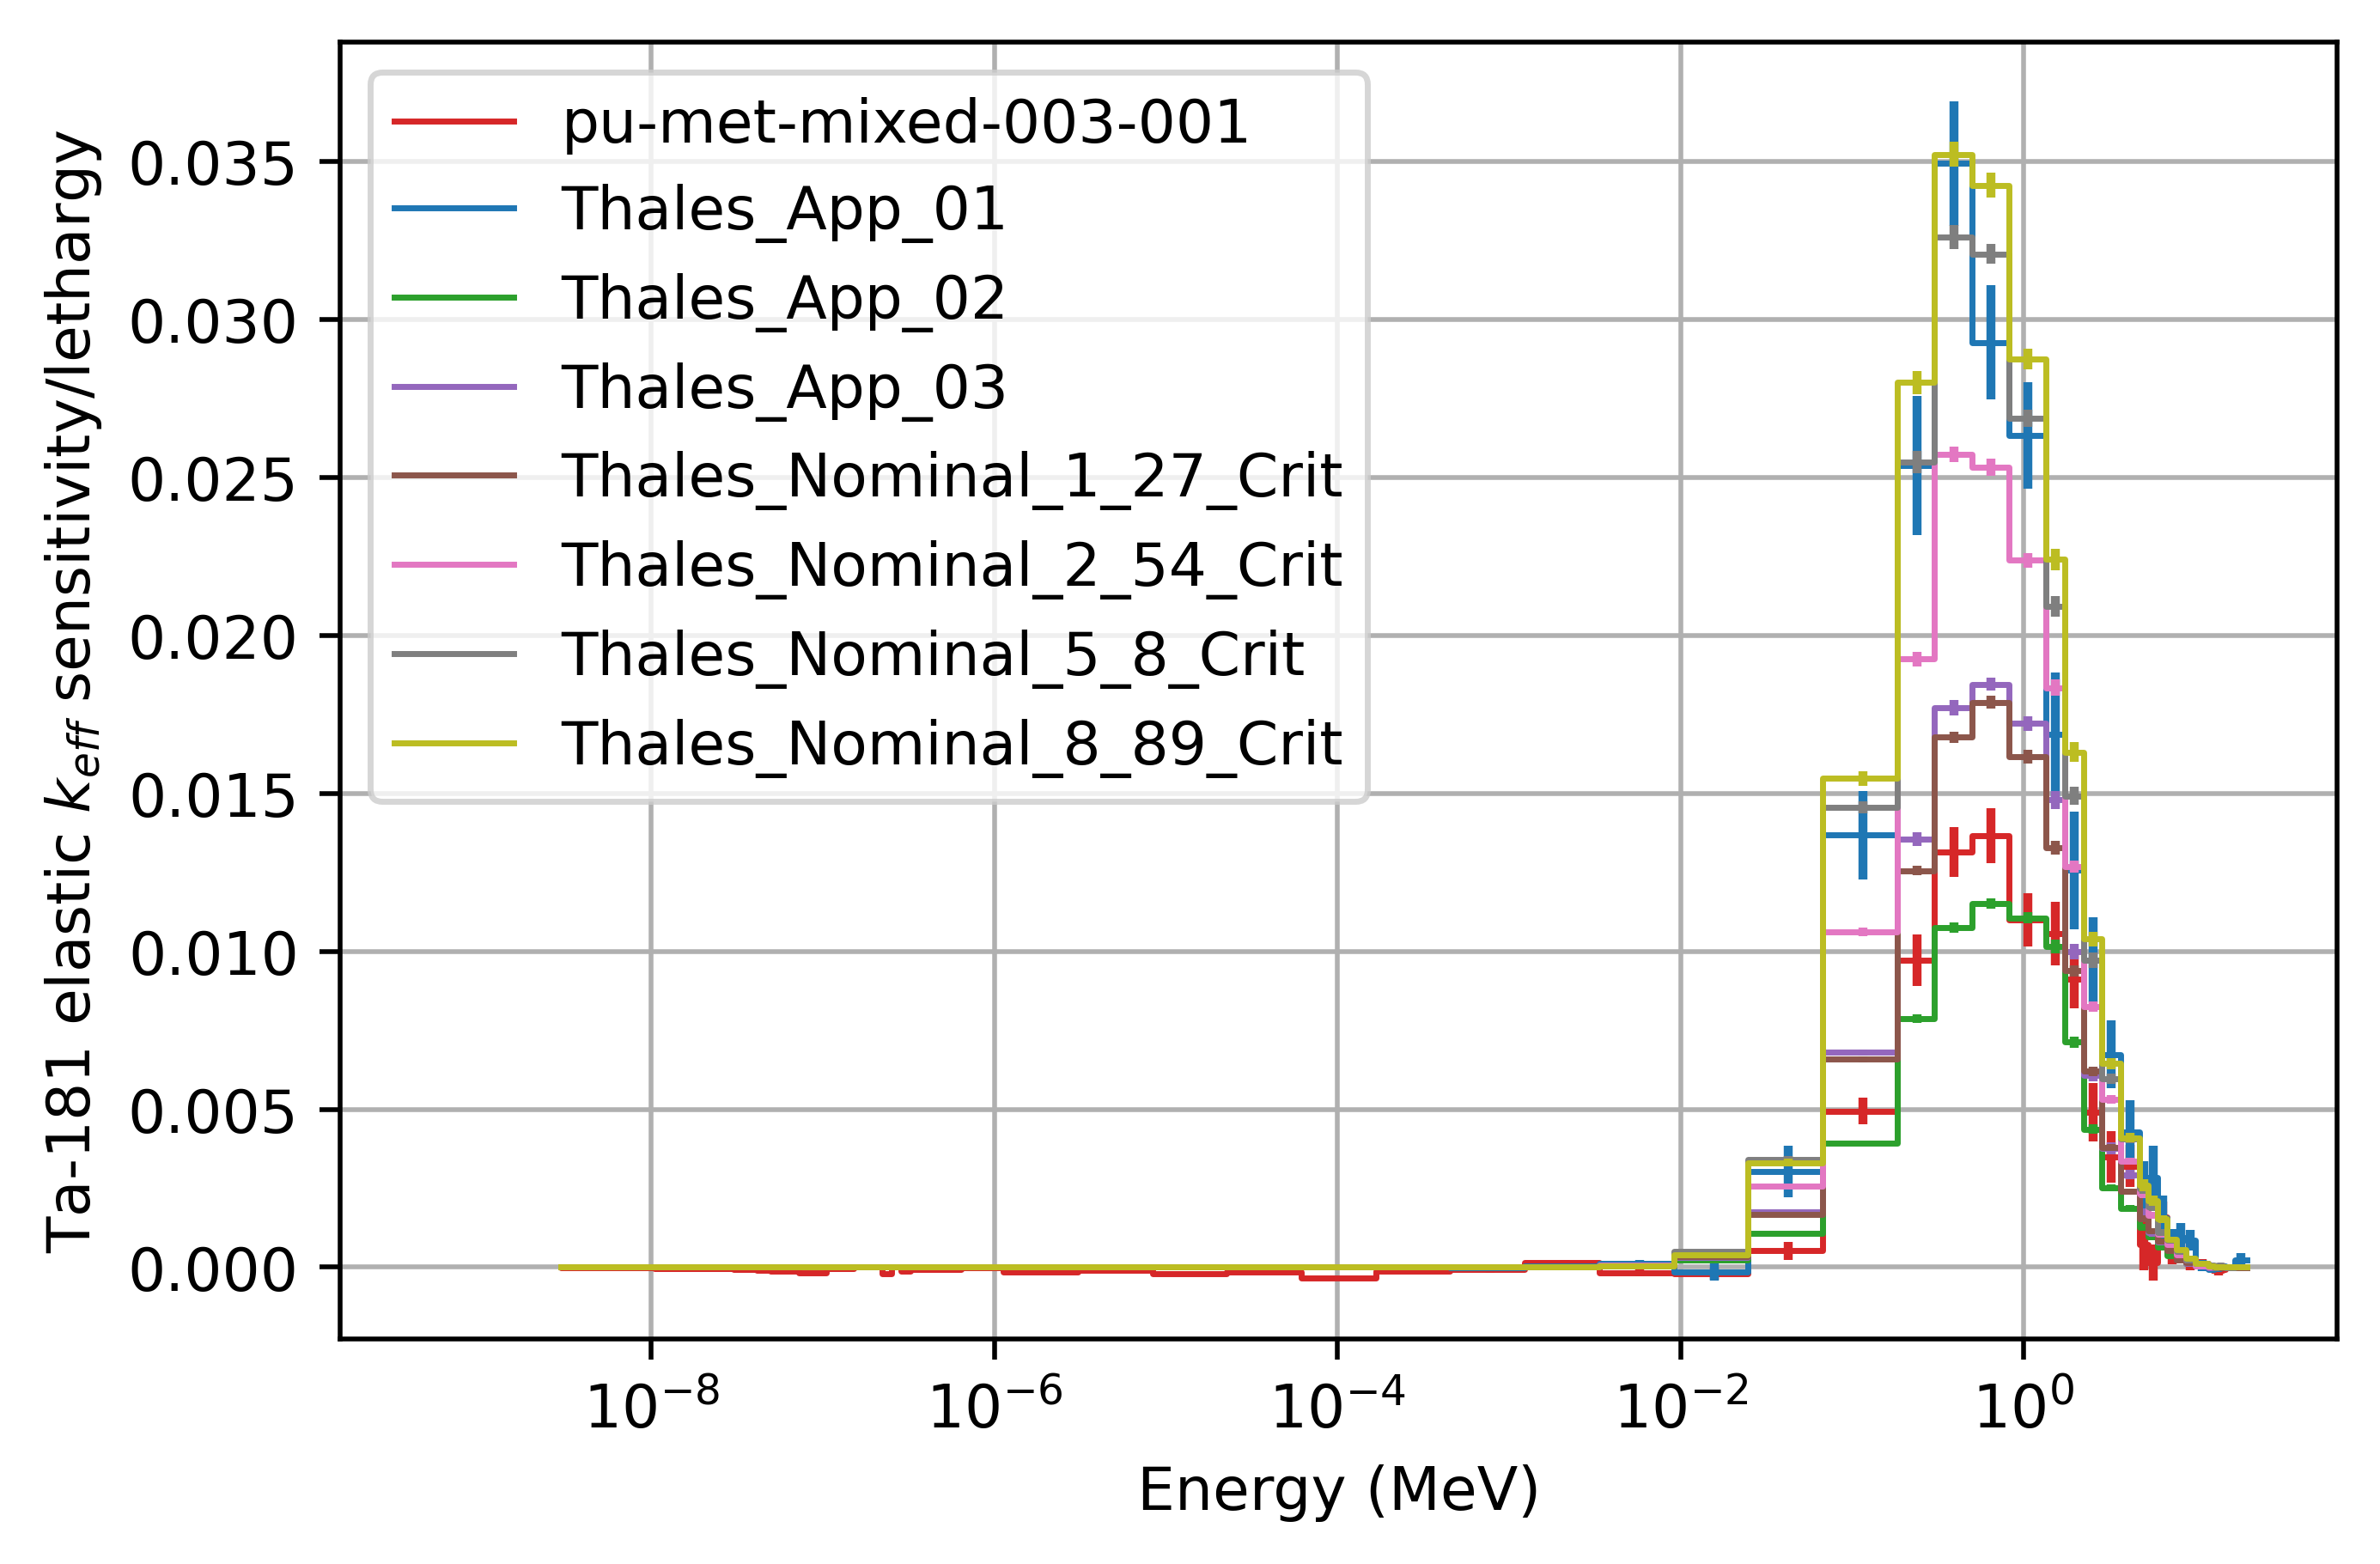 Ta-181 elastic k_eff sensitivity/lethargy
0.035
0.030
0.025
0.020
0.015
0.010
0.005
0.000
pu-met-mixed-003-001
Thales_App_01
Thales_App_02
Thales_App_03
Thales_Nominal_1_27_Crit
Thales_Nominal_2_54_Crit
Thales_Nominal_5_8_Crit
Thales_Nominal_8_89_Crit
10⁻⁸ 10⁻⁶ 10⁻⁴ 10⁻² 10⁰
Energy (MeV)